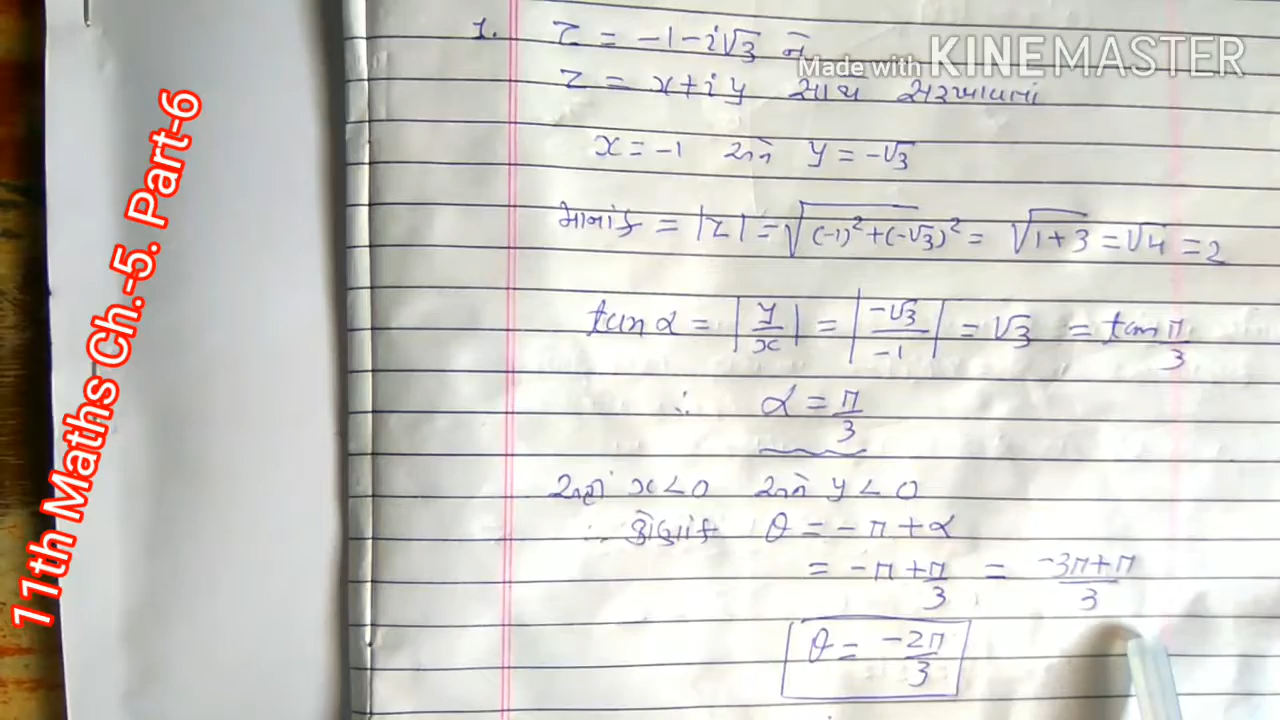 Made with KINEMASTER
11th Maths Ch.-5. Part-6
1. z = -1-i√3 ને
z = x+iy સાથે સરખાવતાં
x = -1 અને y = -√3
માનાંક = |z| = √((-1)²+(-√3)²) = √(1+3) = √4 = 2
tan α = |y/x| = |-√3/-1| = √3 = tan π/3
∴ α = π/3
અહીં x<0 અને y<0
∴ કોણાંક θ = -π+α
= -π+π/3 = (-3π+π)/3
θ = -2π/3